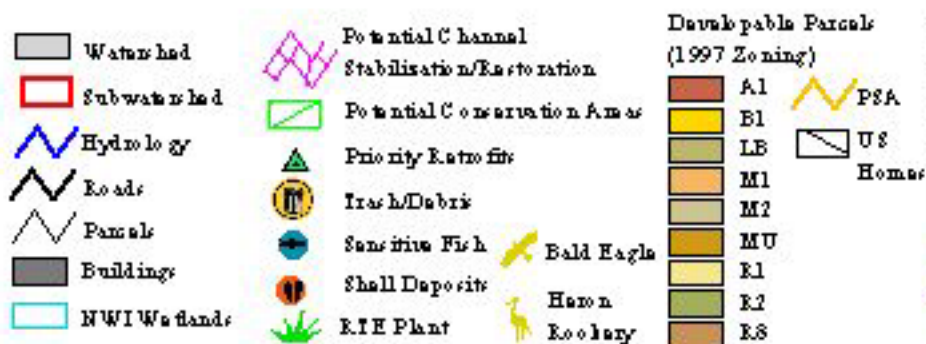 Watershed
Subwatershed
Hydrology
Roads
Parcels
Buildings
NWI Wetlands
Potential Channel
Stabilization/Restoration
Potential Conservation Areas
Priority Retrofits
Trash/Debris
Sensitive Fish
Shell Deposits
RTE Plant
Bald Eagle
Heron
Rookery
Developable Parcels
(1997 Zoning)
A1
B1
LB
M1
M2
MU
R1
R2
R8
PSA
US
Homes